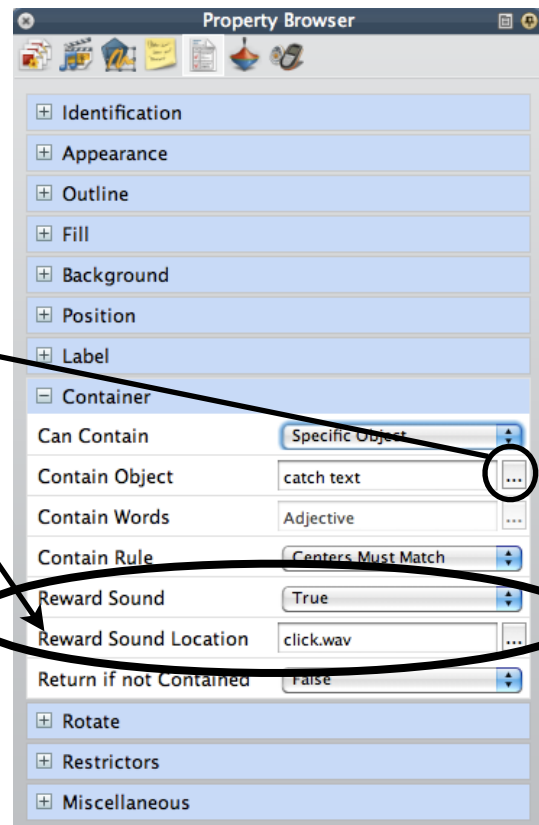 Property Browser
Identification
Appearance
Outline
Fill
Background
Position
Label
Container
Can Contain Specific Object
Contain Object catch text ...
Contain Words Adjective ...
Contain Rule Centers Must Match
Reward Sound True
Reward Sound Location click.wav ...
Return if not Contained False
Rotate
Restrictors
Miscellaneous